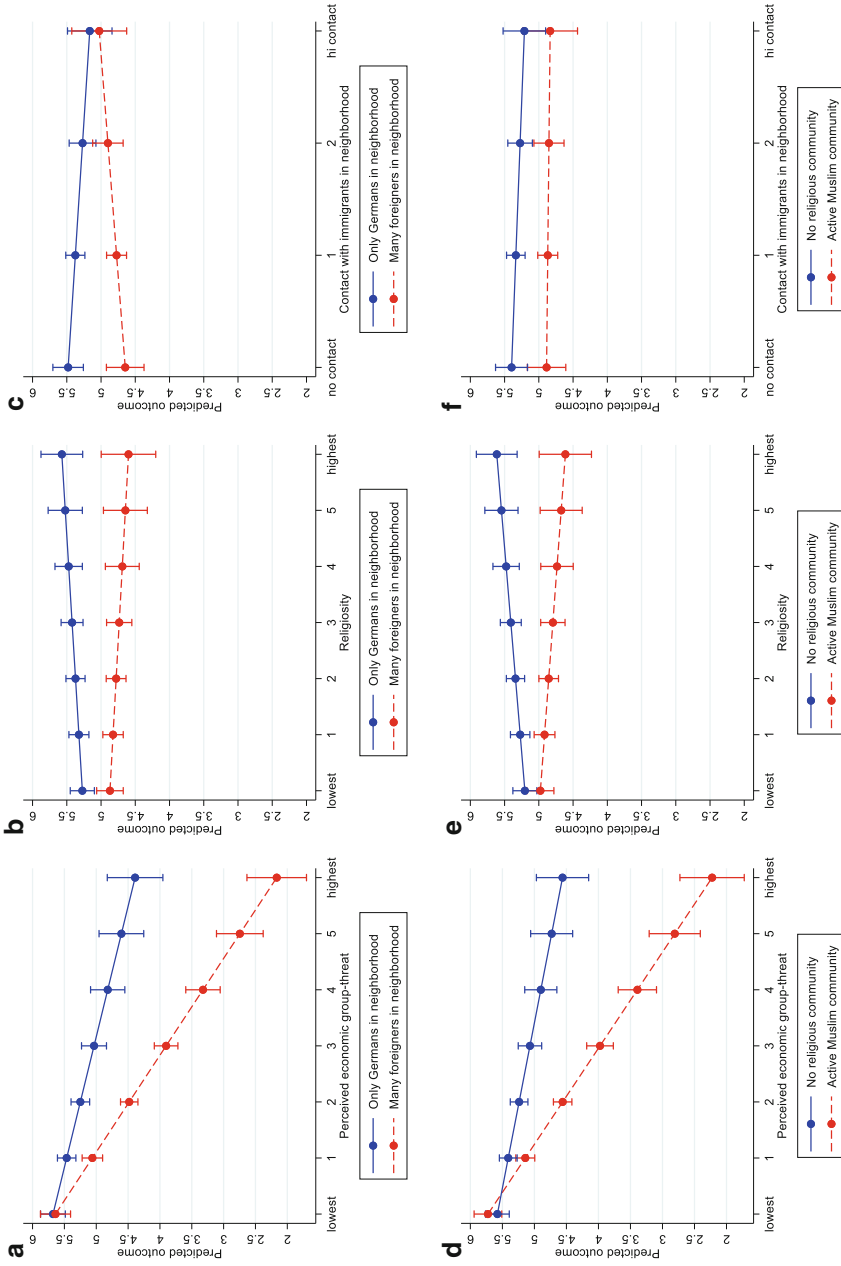 a
Predicted outcome
6
5.5
5
4.5
4
3.5
3
2.5
2
lowest
1
2
3
4
5
highest
Perceived economic group-threat
Only Germans in neighborhood
Many foreigners in neighborhood
b
Predicted outcome
6
5.5
5
4.5
4
3.5
3
2.5
2
lowest
1
2
3
4
5
highest
Religiosity
Only Germans in neighborhood
Many foreigners in neighborhood
c
Predicted outcome
6
5.5
5
4.5
4
3.5
3
2.5
2
no contact
1
2
hi contact
Contact with immigrants in neighborhood
Only Germans in neighborhood
Many foreigners in neighborhood
d
Predicted outcome
6
5.5
5
4.5
4
3.5
3
2.5
2
lowest
1
2
3
4
5
highest
Perceived economic group-threat
No religious community
Active Muslim community
e
Predicted outcome
6
5.5
5
4.5
4
3.5
3
2.5
2
lowest
1
2
3
4
5
highest
Religiosity
No religious community
Active Muslim community
f
Predicted outcome
6
5.5
5
4.5
4
3.5
3
2.5
2
no contact
1
2
hi contact
Contact with immigrants in neighborhood
No religious community
Active Muslim community